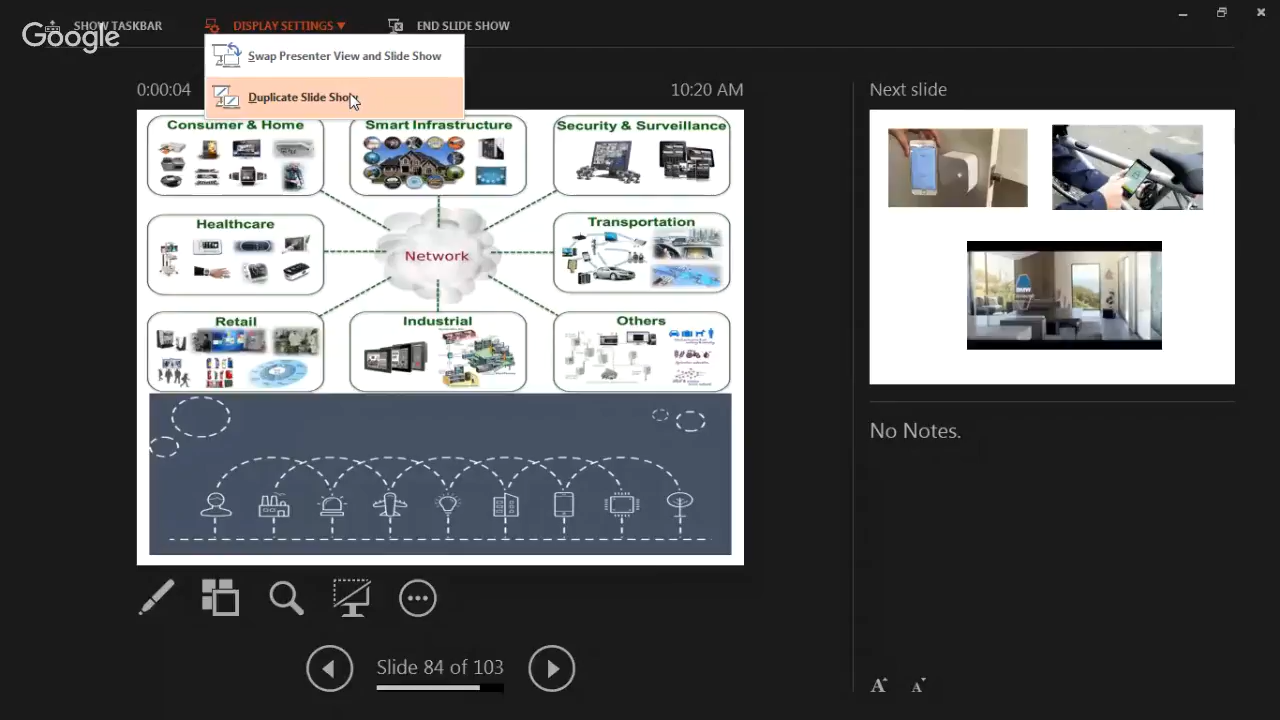 SHOW TASKBAR
DISPLAY SETTINGS ▼
END SLIDE SHOW
Google
Swap Presenter View and Slide Show
Duplicate Slide Show
0:00:04
10:20 AM
Next slide
Consumer & Home
Smart Infrastructure
Security & Surveillance
Healthcare
Network
Transportation
Retail
Industrial
Others
No Notes.
Slide 84 of 103
A A